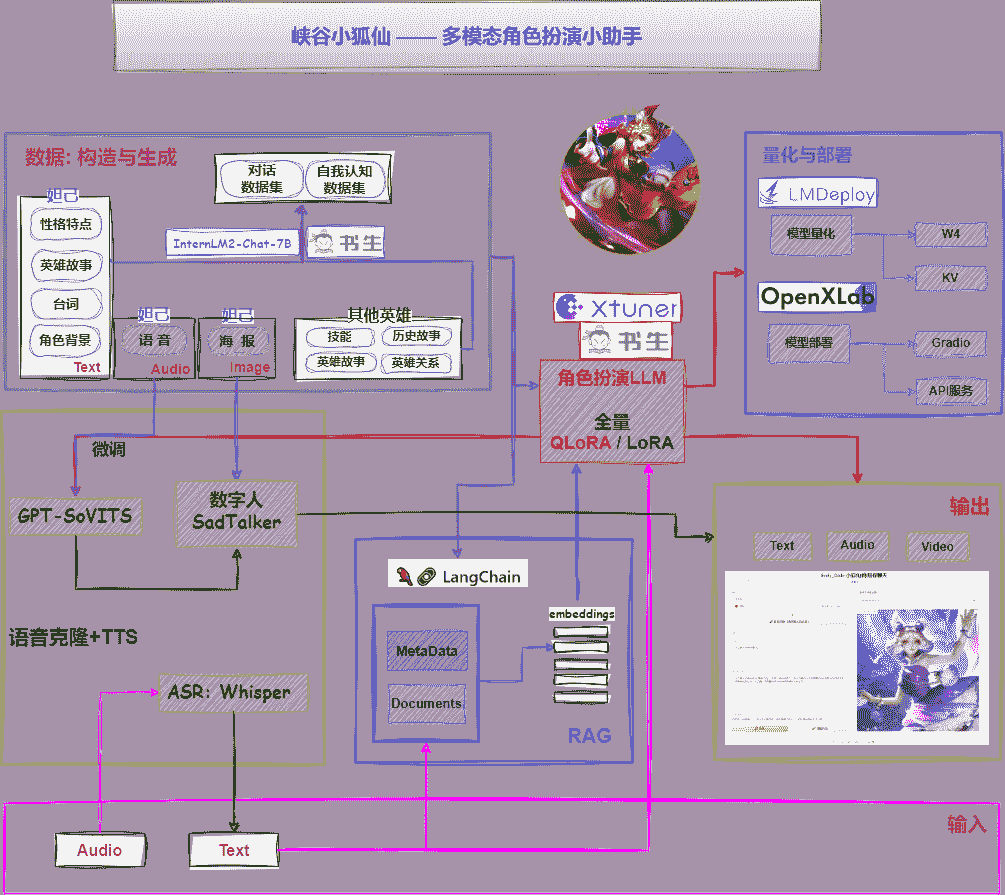 峡谷小狐仙 —— 多模态角色扮演小助手
数据: 构造与生成
对话
数据集
自我认知
数据集
妲己
性格特点
英雄故事
台词
角色背景
Text
InternLM2-Chat-7B
书生
妲己
语音
Audio
妲己
海报
Image
其他英雄
技能
历史故事
英雄故事
英雄关系
Xtuner
书生
角色扮演LLM
全量
QLoRA / LoRA
量化与部署
LMDeploy
模型量化
W4
KV
OpenXLab
模型部署
Gradio
API服务
微调
GPT-SoVITS
数字人
SadTalker
语音克隆+TTS
ASR: Whisper
LangChain
MetaData
Documents
embeddings
RAG
输出
Text
Audio
Video
输入
Audio
Text